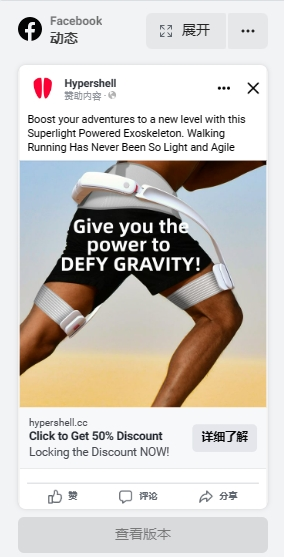 Facebook
动态
展开
Hypershell
赞助内容 ·
Boost your adventures to a new level with this
Superlight Powered Exoskeleton. Walking
Running Has Never Been So Light and Agile
Give you the
power to
DEFY GRAVITY!
hypershell.cc
Click to Get 50% Discount
Locking the Discount NOW!
详细了解
赞
评论
分享
查看版本